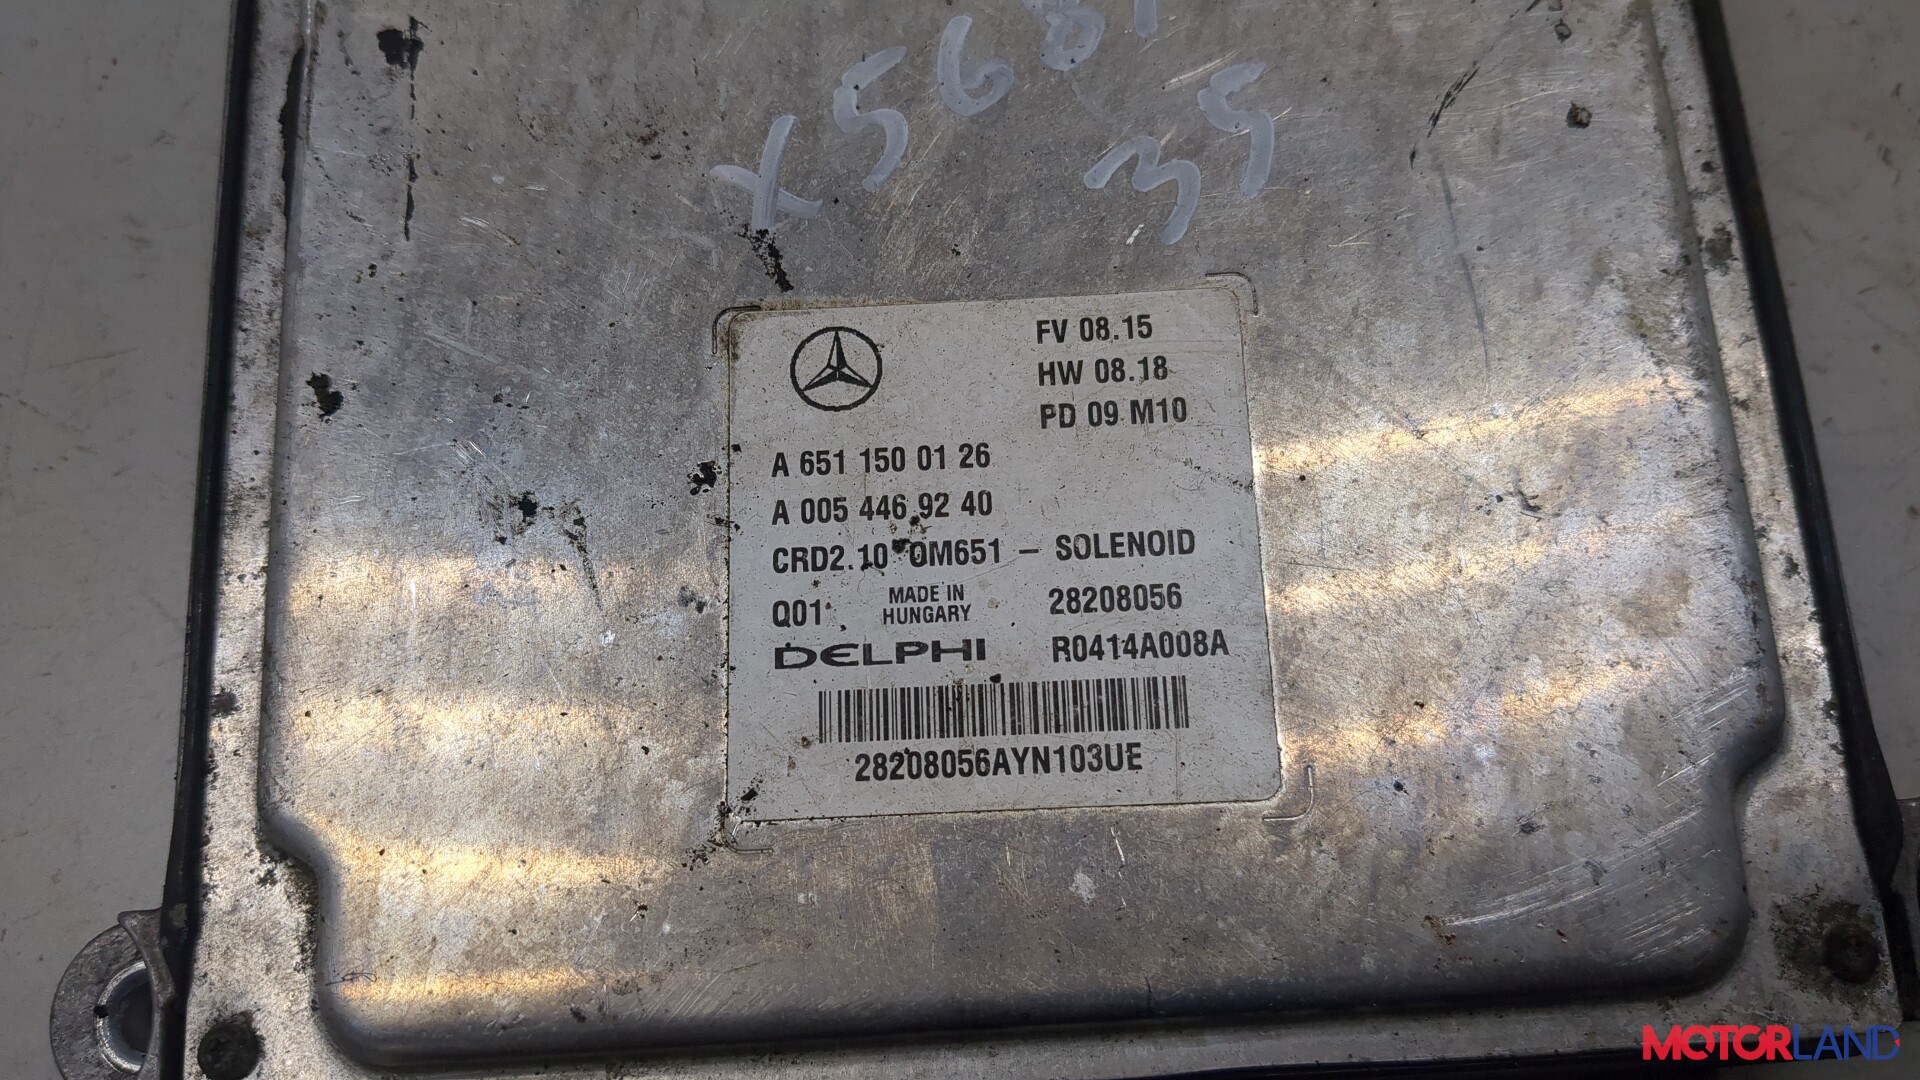 X5681
35
FV 08.15
HW 08.18
PD 09 M10
A 651 150 01 26
A 005 446 92 40
CRD2.10 OM651 – SOLENOID
Q01 MADE IN HUNGARY 28208056
DELPHI R0414A008A
28208056AYN103UE
MOTORLAND